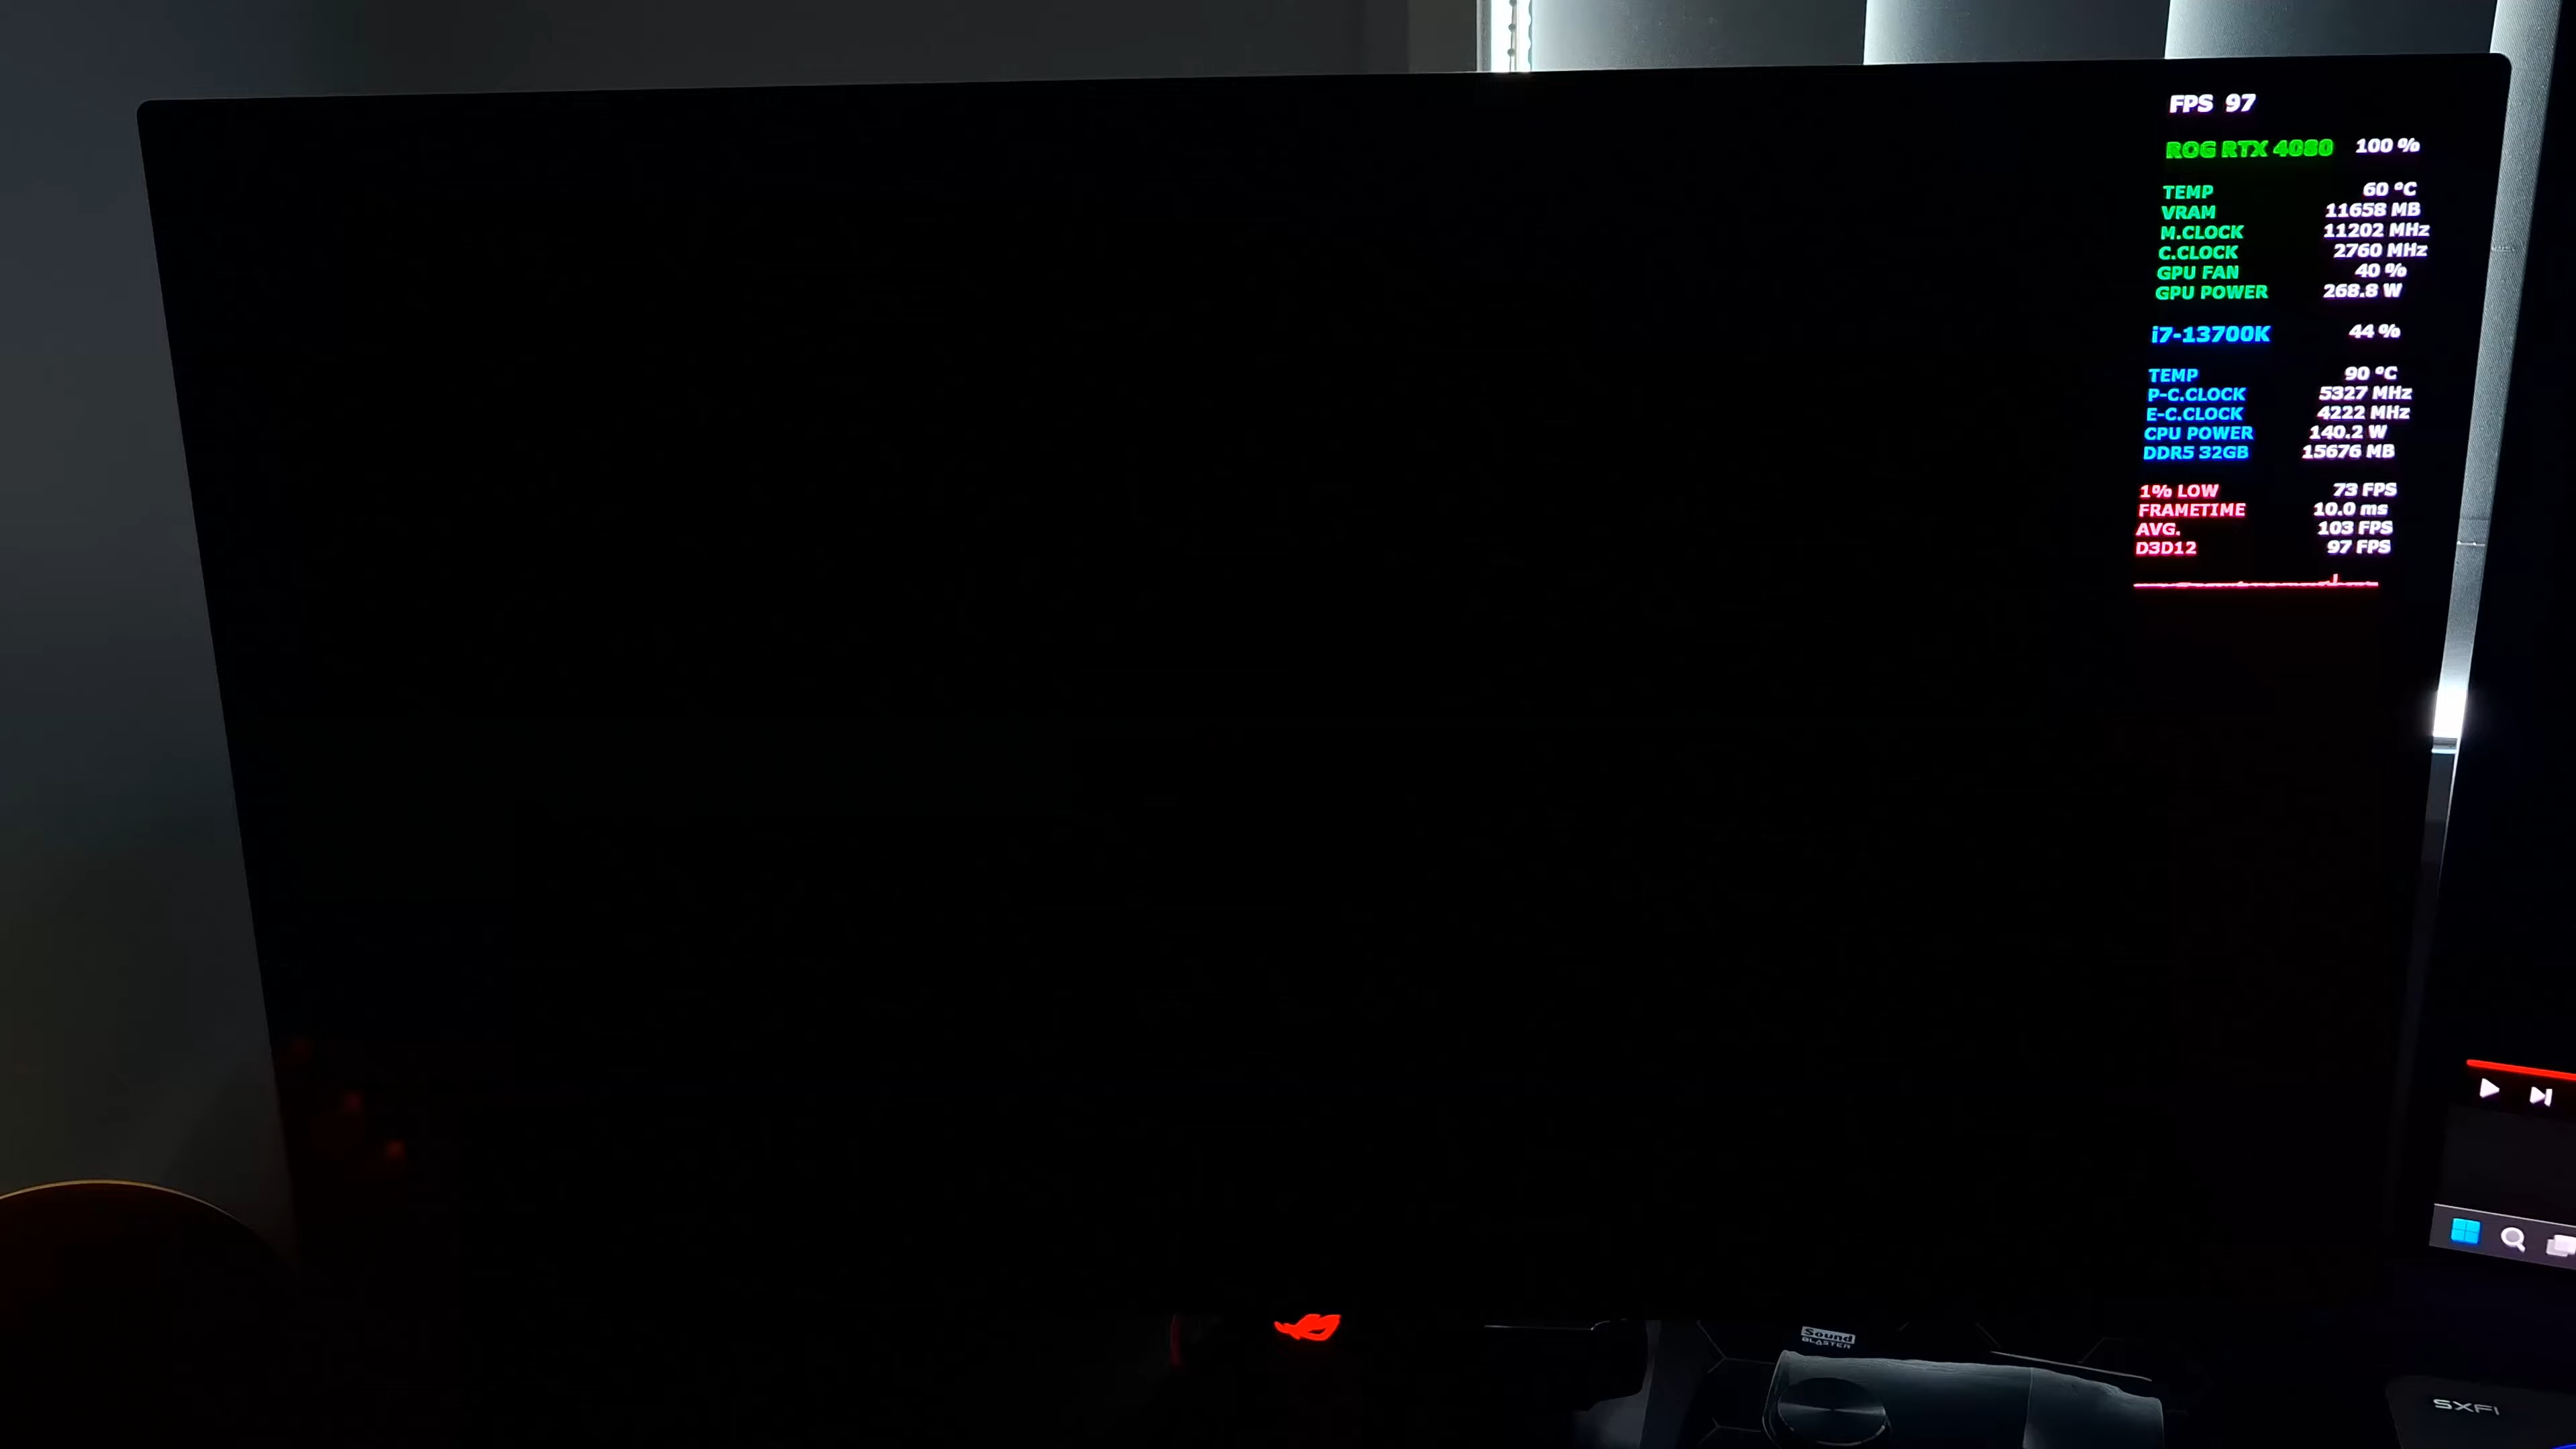 FPS 97
ROG RTX 4080 100 %
TEMP 60 °C
VRAM 11658 MB
M.CLOCK 11202 MHz
C.CLOCK 2760 MHz
GPU FAN 40 %
GPU POWER 268.8 W
i7-13700K 44 %
TEMP 90 °C
P-C.CLOCK 5327 MHz
E-C.CLOCK 4222 MHz
CPU POWER 140.2 W
DDR5 32GB 15676 MB
1% LOW 73 FPS
FRAMETIME 10.0 ms
AVG. 103 FPS
D3D12 97 FPS
Sound
BLASTER
SXFI